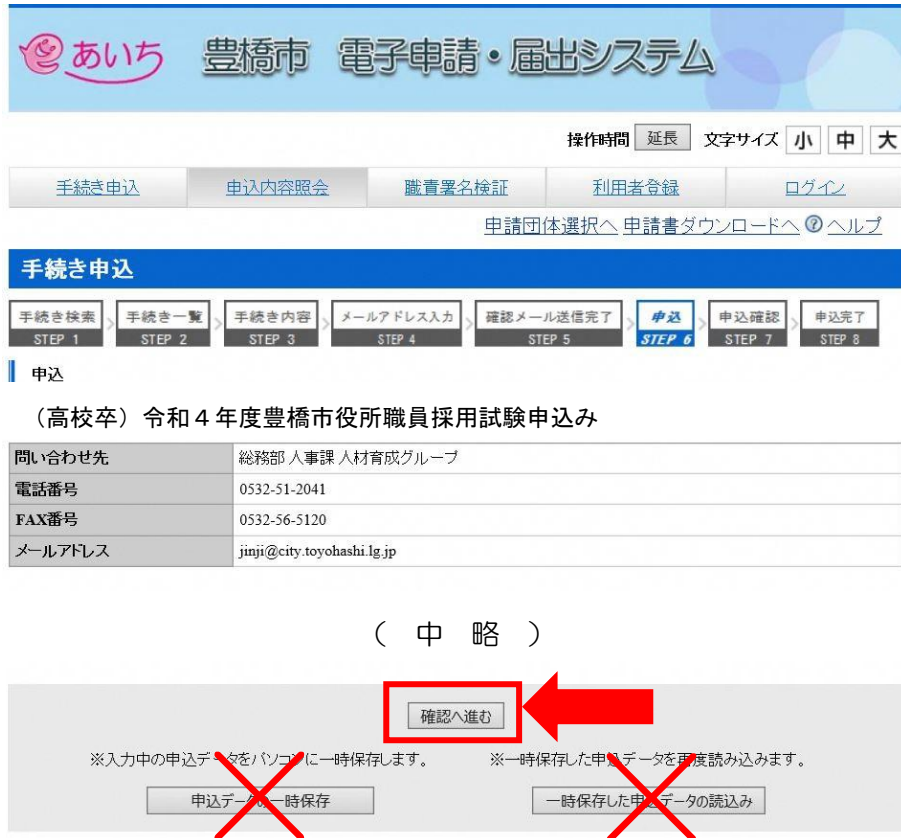 あいち 豊橋市 電子申請・届出システム
操作時間 延長 文字サイズ 小 中 大
手続き申込 申込内容照会 職責署名検証 利用者登録 ログイン
申請団体選択へ 申請書ダウンロードへ ? ヘルプ
手続き申込
手続き検索 > 手続き一覧 > 手続き内容 > メールアドレス入力 > 確認メール送信完了 > 申込 > 申込確認 > 申込完了
STEP 1 STEP 2 STEP 3 STEP 4 STEP 5 STEP 6 STEP 7 STEP 8
申込
（高校卒）令和４年度豊橋市役所職員採用試験申込み
問い合わせ先 総務部 人事課 人材育成グループ
電話番号 0532-51-2041
FAX番号 0532-56-5120
メールアドレス jinji@city.toyohashi.lg.jp
（ 中 略 ）
確認へ進む
※入力中の申込データをパソコンに一時保存します。 ※一時保存した申込データを再度読み込みます。
申込データの一時保存 一時保存した申込データの読込み